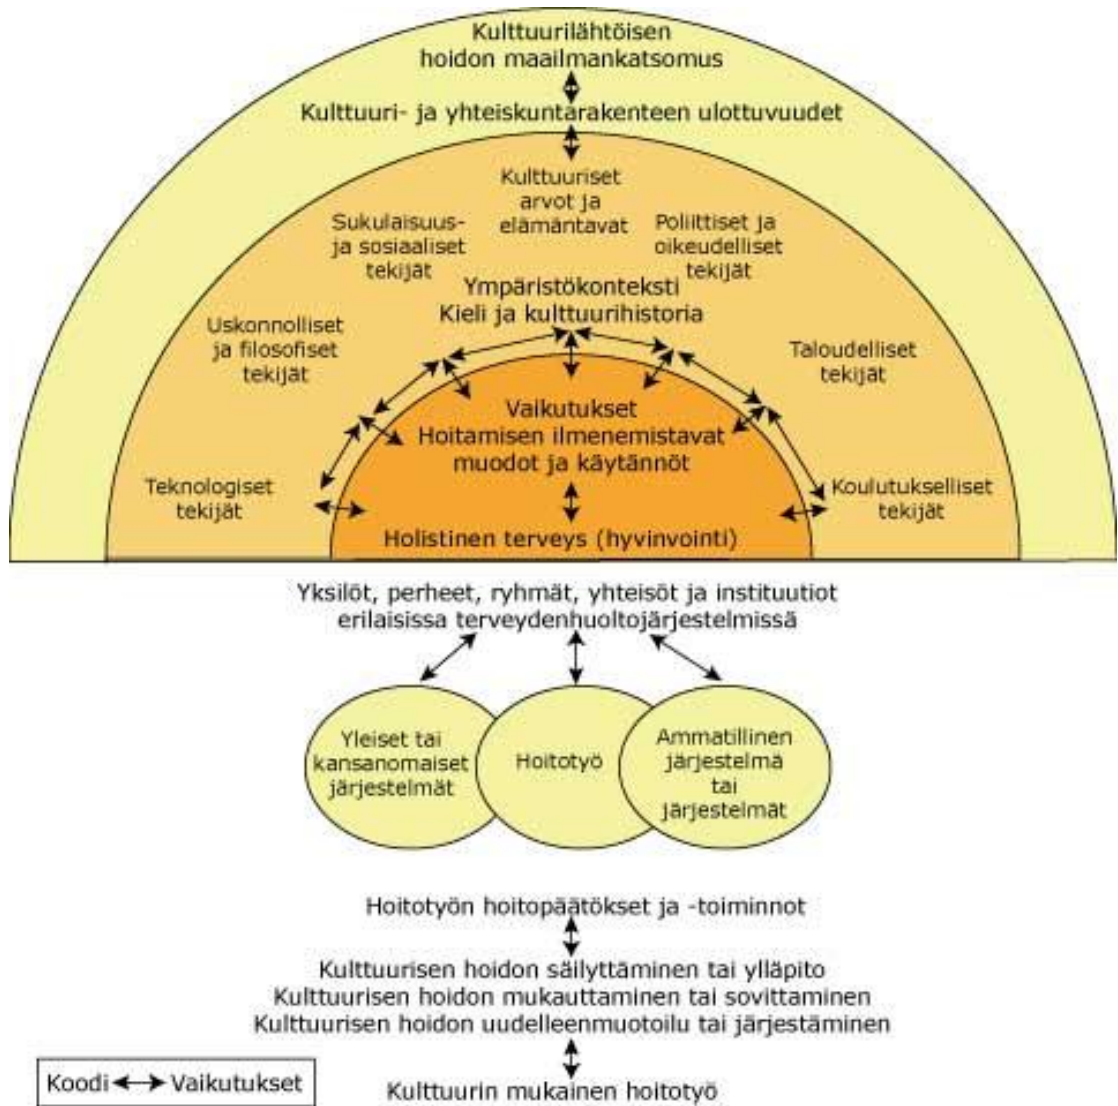 Kulttuurilähtöisen
hoidon maailmankatsomus
Kulttuuri- ja yhteiskuntarakenteen ulottuvuudet
Kulttuuriset
arvot ja
elämäntavat
Sukulaisuus-
ja sosiaaliset
tekijät
Poliittiset ja
oikeudelliset
tekijät
Ympäristökonteksti
Kieli ja kulttuurihistoria
Uskonnolliset
ja filosofiset
tekijät
Taloudelliset
tekijät
Vaikutukset
Hoitamisen ilmenemistavat
muodot ja käytännöt
Teknologiset
tekijät
Koulutukselliset
tekijät
Holistinen terveys (hyvinvointi)
Yksilöt, perheet, ryhmät, yhteisöt ja instituutiot
erilaisissa terveydenhuoltojärjestelmissä
Yleiset tai
kansanomaiset
järjestelmät
Hoitotyö
Ammatillinen
järjestelmä
tai
järjestelmät
Hoitotyön hoitopäätökset ja -toiminnot
Kulttuurisen hoidon säilyttäminen tai ylläpito
Kulttuurisen hoidon mukauttaminen tai sovittaminen
Kulttuurisen hoidon uudelleenmuotoilu tai järjestäminen
Kulttuurin mukainen hoitotyö
Koodi Vaikutukset